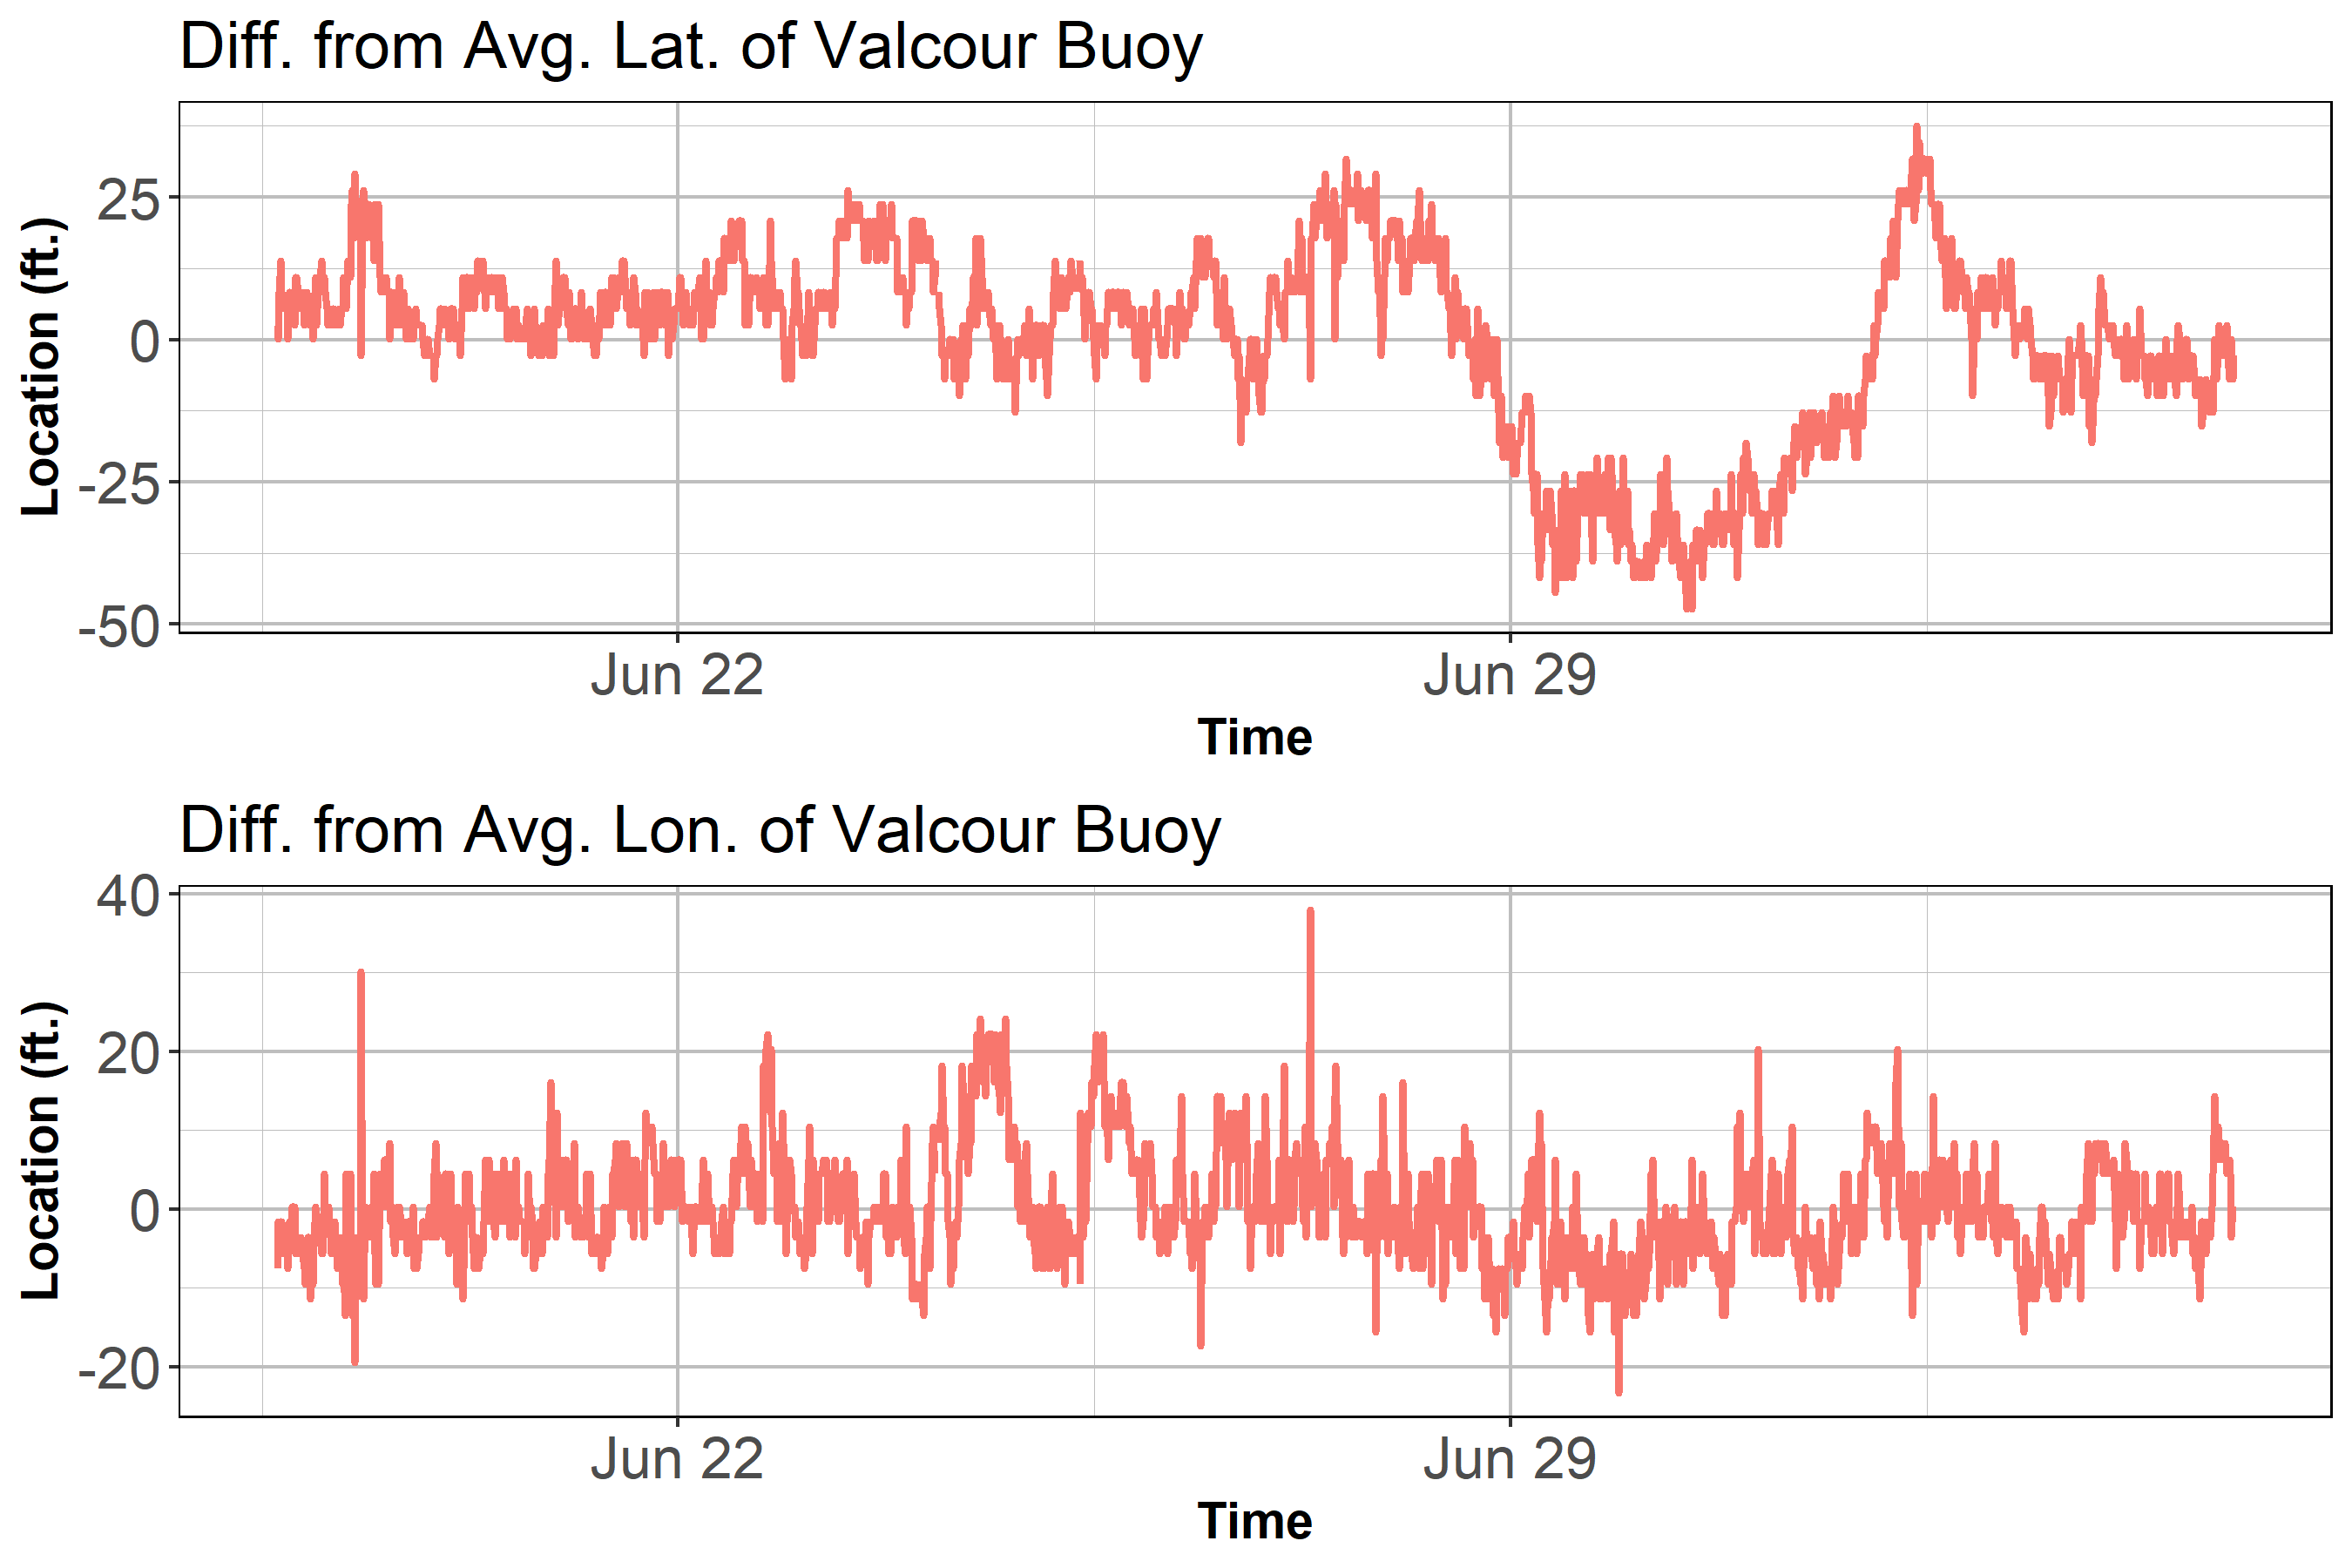 Diff. from Avg. Lat. of Valcour Buoy
Location (ft.)
25
0
-25
-50
Jun 22
Jun 29
Time
Diff. from Avg. Lon. of Valcour Buoy
Location (ft.)
40
20
0
-20
Jun 22
Jun 29
Time